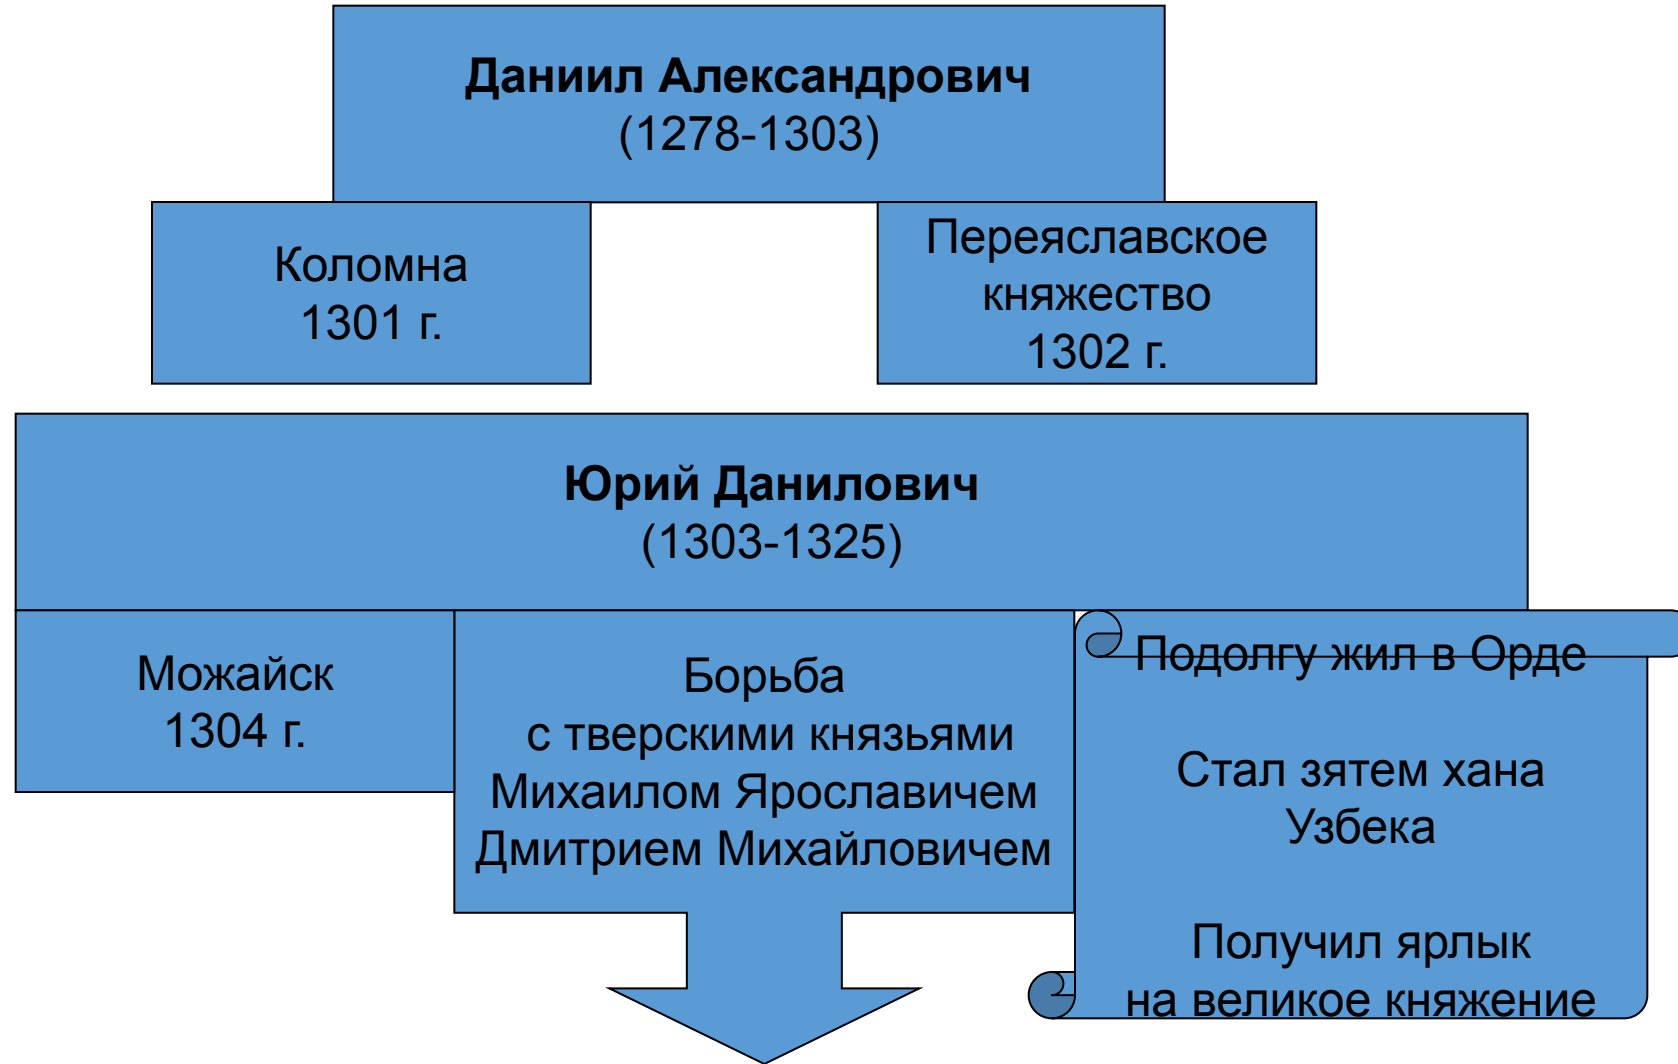 Даниил Александрович
(1278-1303)
Коломна
1301 г.
Переяславское
княжество
1302 г.
Юрий Данилович
(1303-1325)
Можайск
1304 г.
Борьба
с тверскими князьями
Михаилом Ярославичем
Дмитрием Михайловичем
Подолгу жил в Орде
Стал зятем хана
Узбека
Получил ярлык
на великое княжение